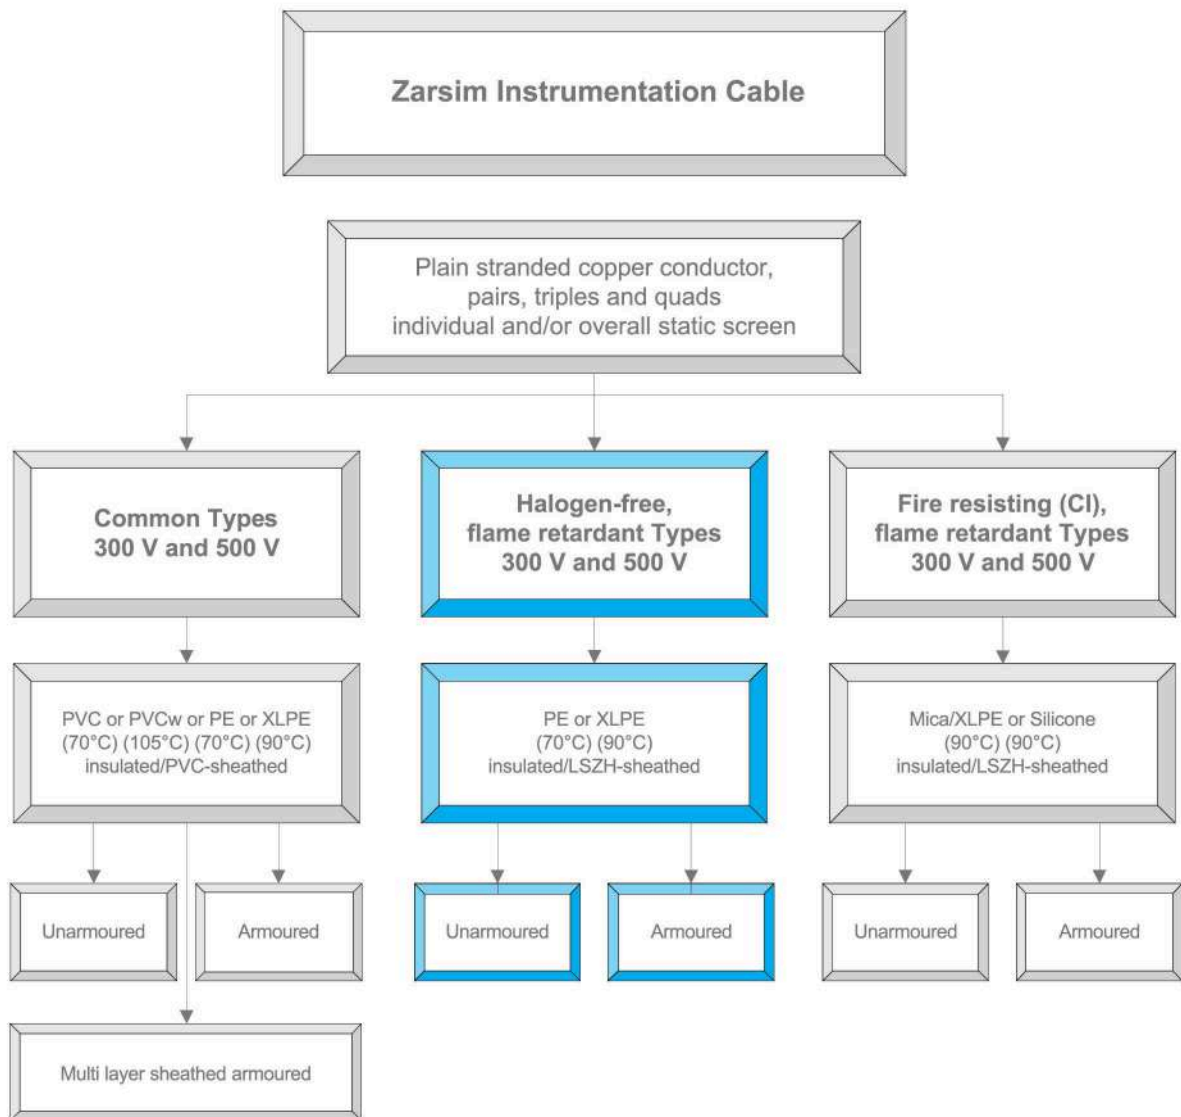 Zarsim Instrumentation Cable
Plain stranded copper conductor,
pairs, triples and quads
individual and/or overall static screen
Common Types
300 V and 500 V
Halogen-free,
flame retardant Types
300 V and 500 V
Fire resisting (CI),
flame retardant Types
300 V and 500 V
PVC or PVCw or PE or XLPE
(70°C) (105°C) (70°C) (90°C)
insulated/PVC-sheathed
PE or XLPE
(70°C) (90°C)
insulated/LSZH-sheathed
Mica/XLPE or Silicone
(90°C) (90°C)
insulated/LSZH-sheathed
Unarmoured
Armoured
Unarmoured
Armoured
Unarmoured
Armoured
Multi layer sheathed armoured